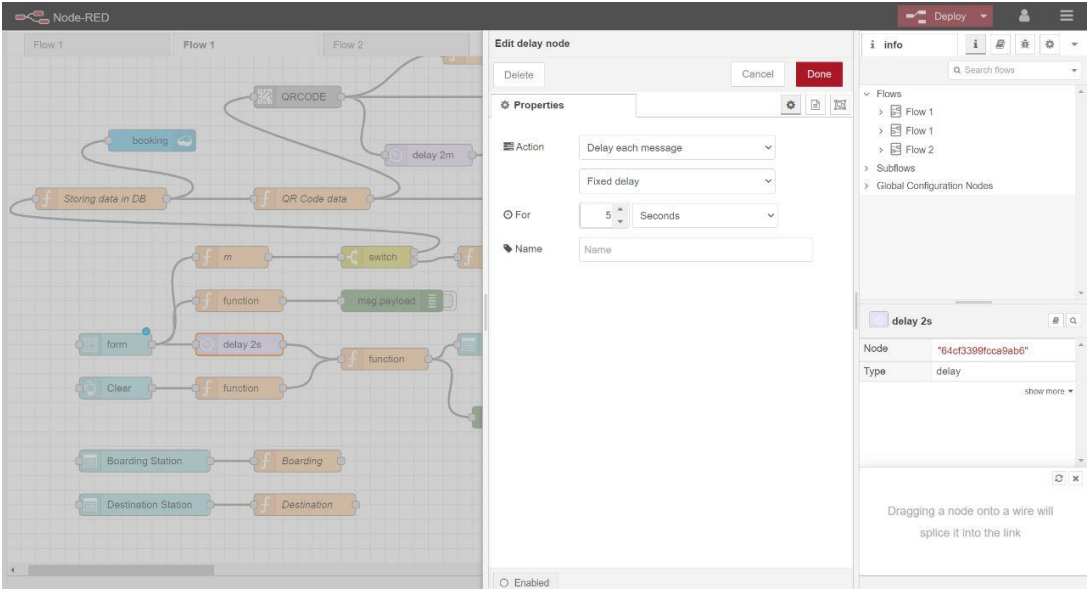 Node-RED
Deploy
Flow 1
Flow 1
Flow 2
QRCODE
booking
delay 2m
Storing data in DB
QR Code data
m
switch
function
msg.payload
form
delay 2s
function
Clear
function
Boarding Station
Boarding
Destination Station
Destination
Edit delay node
Delete
Cancel
Done
Properties
Action
Delay each message
Fixed delay
For
5
Seconds
Name
Name
Enabled
i info
i
Search flows
Flows
Flow 1
Flow 1
Flow 2
Subflows
Global Configuration Nodes
delay 2s
Node
"64cf3399fcca9ab6"
Type
delay
show more
Dragging a node onto a wire will
splice it into the link